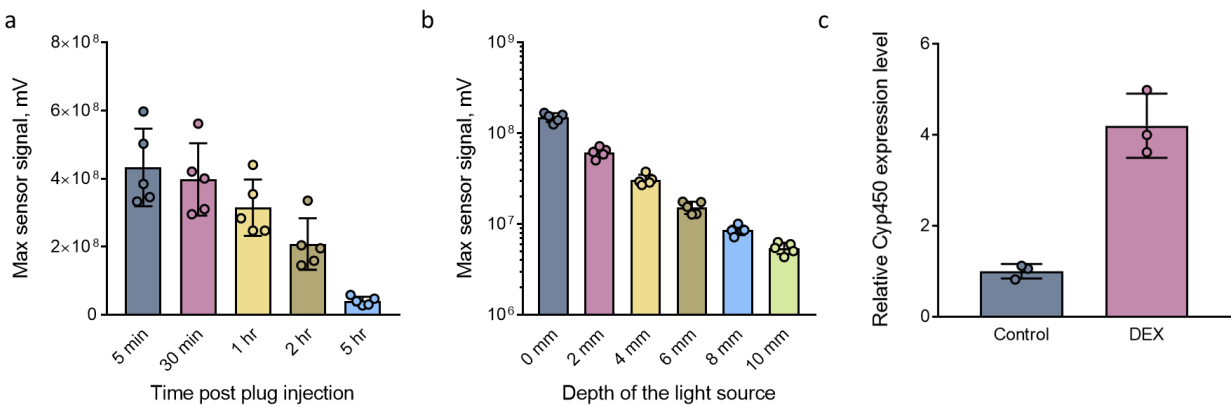 a
Max sensor signal, mV
8×10⁸
6×10⁸
4×10⁸
2×10⁸
0
5 min
30 min
1 hr
2 hr
5 hr
Time post plug injection
b
Max sensor signal, mV
10⁹
10⁸
10⁷
10⁶
0 mm
2 mm
4 mm
6 mm
8 mm
10 mm
Depth of the light source
c
Relative Cyp450 expression level
6
4
2
0
Control
DEX